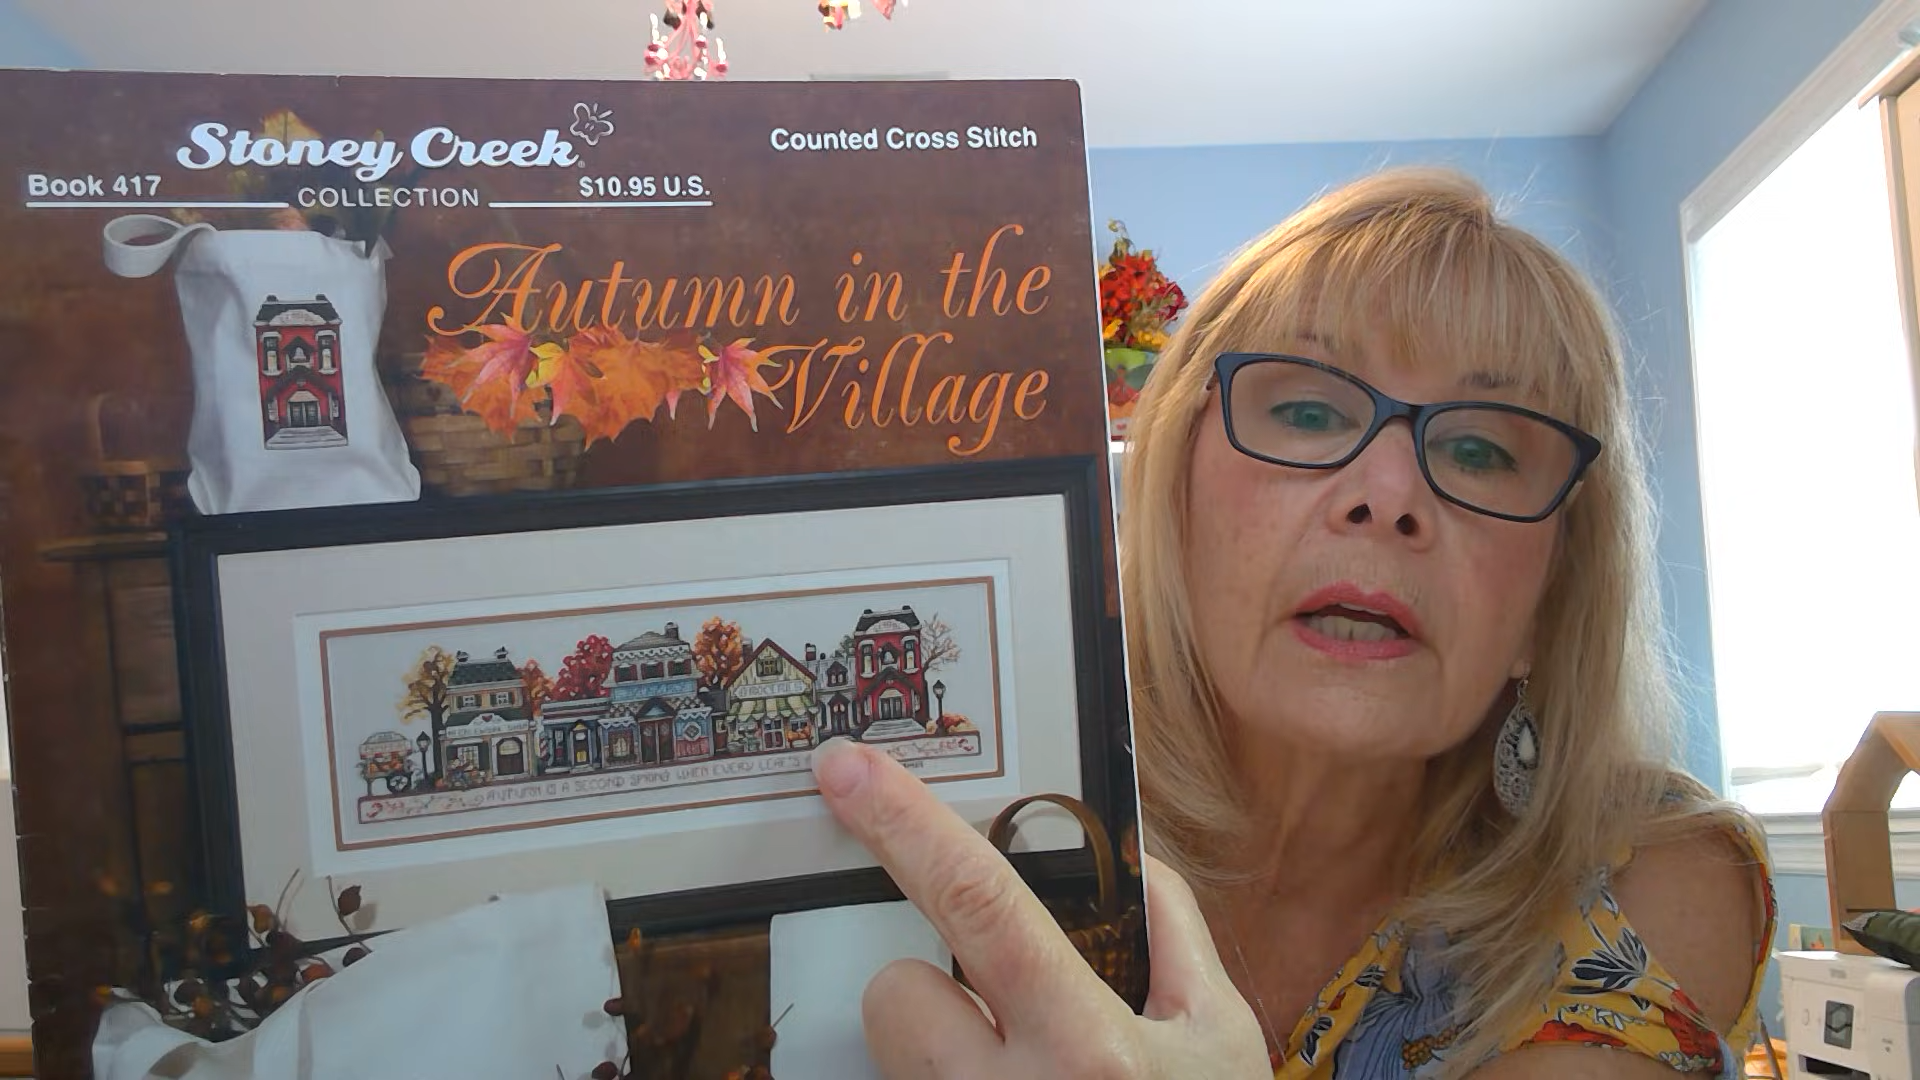 Stoney Creek
Counted Cross Stitch
Book 417
COLLECTION
$10.95 U.S.
Autumn in the
Village
GROCERIES
AUTUMN IS A SECOND SPRING WHEN EVERY LEAF'S A